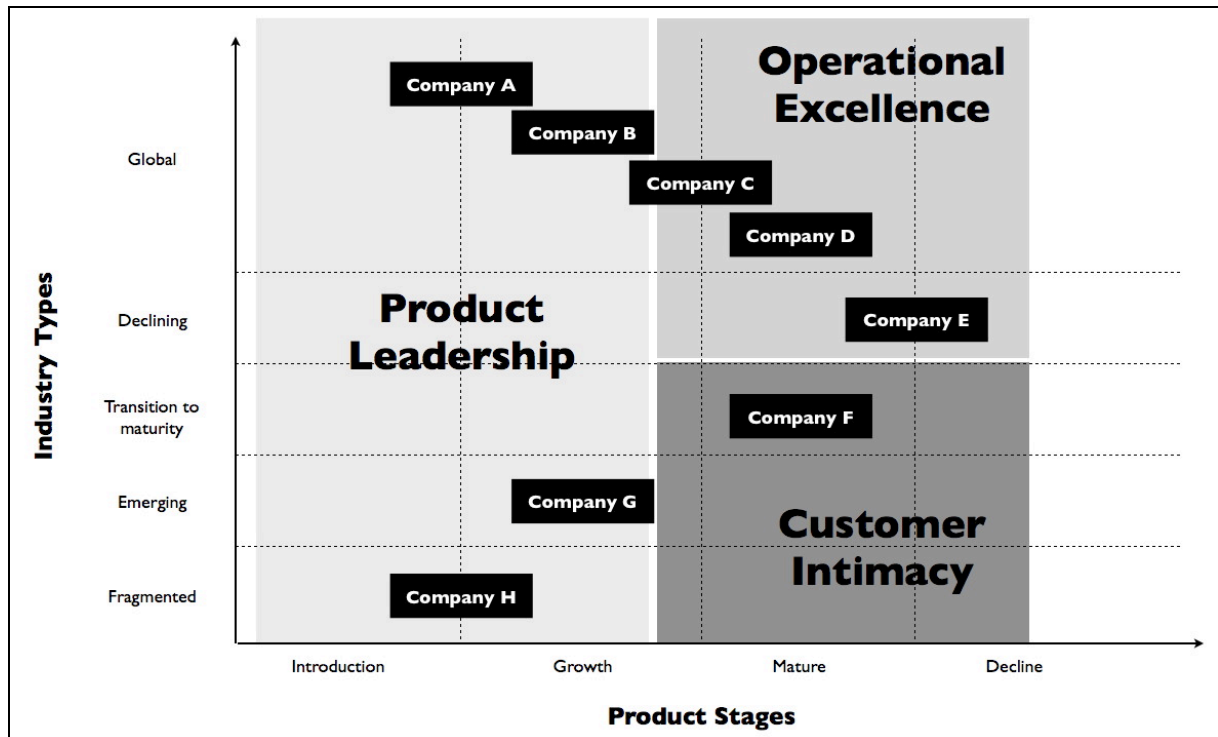 Operational
Excellence
Company A
Company B
Global
Company C
Company D
Industry Types
Product
Leadership
Declining
Company E
Transition to
maturity
Company F
Emerging
Company G
Customer
Intimacy
Fragmented
Company H
Introduction
Growth
Mature
Decline
Product Stages